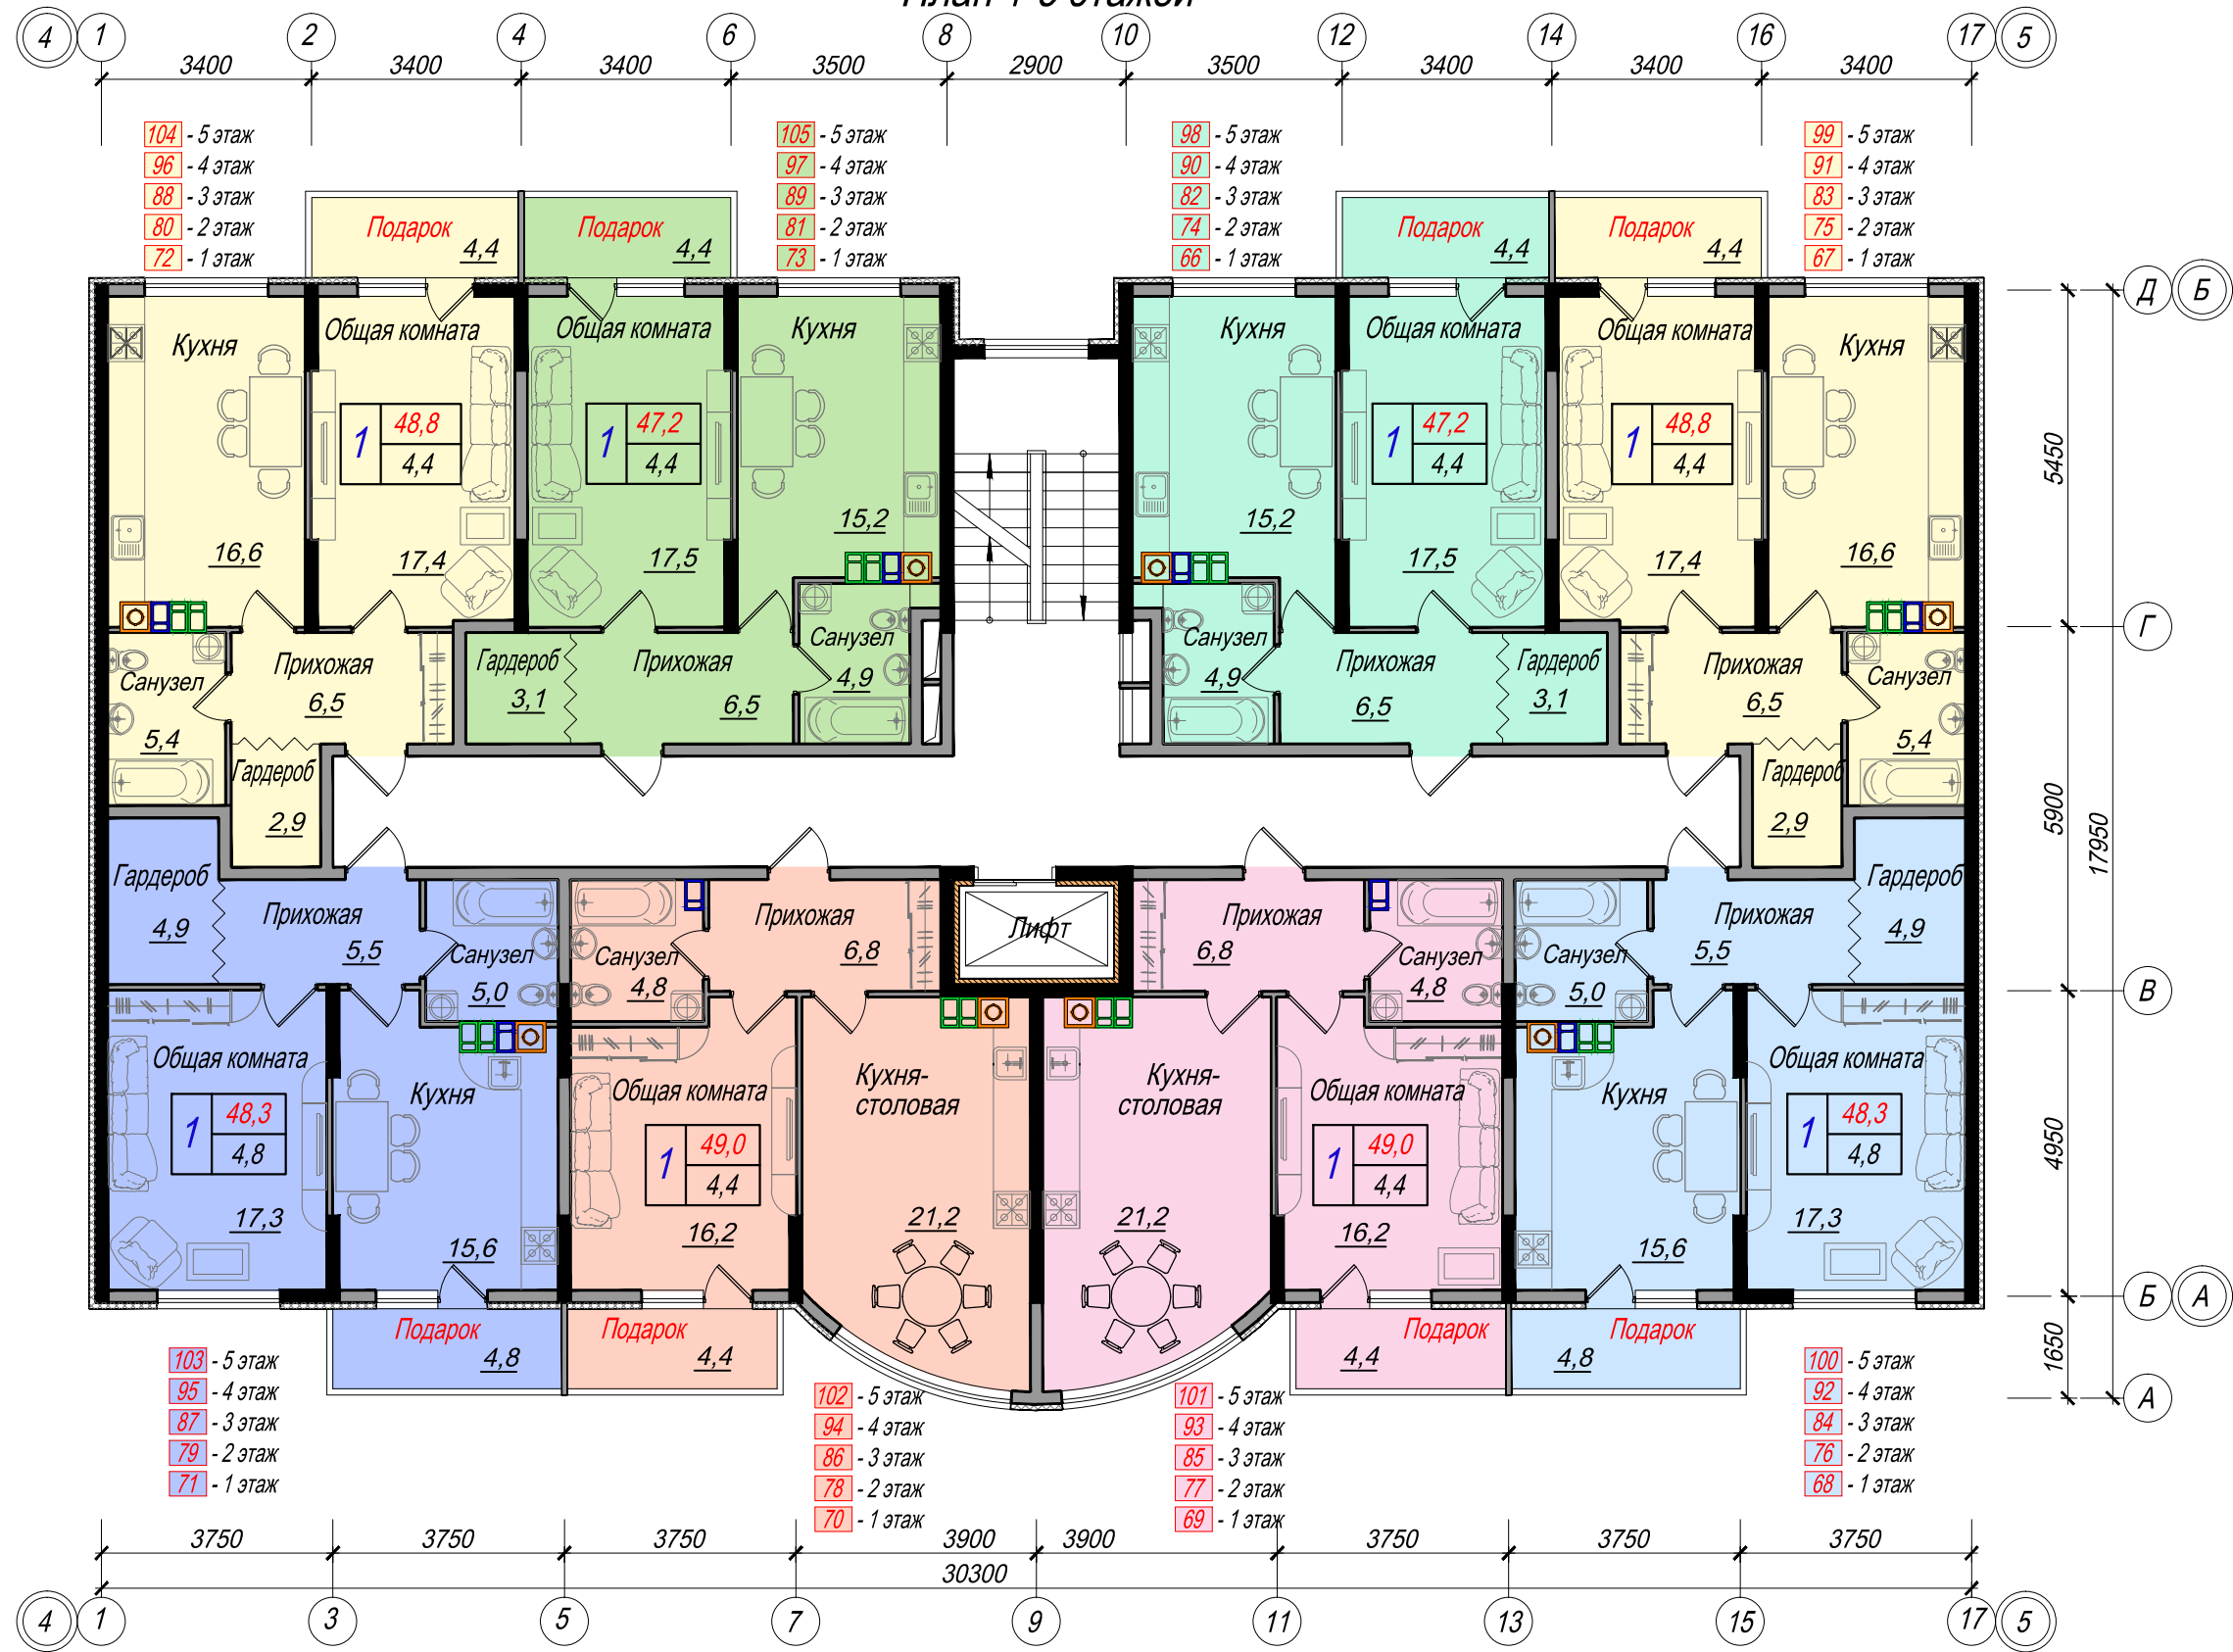 План 1-5 этажей
4 1 2 4 6 8 10 12 14 16 17 5
3400 3400 3400 3500 2900 3500 3400 3400 3400
104 - 5 этаж
96 - 4 этаж
88 - 3 этаж
80 - 2 этаж
72 - 1 этаж
105 - 5 этаж
97 - 4 этаж
89 - 3 этаж
81 - 2 этаж
73 - 1 этаж
98 - 5 этаж
90 - 4 этаж
82 - 3 этаж
74 - 2 этаж
66 - 1 этаж
99 - 5 этаж
91 - 4 этаж
83 - 3 этаж
75 - 2 этаж
67 - 1 этаж
Подарок
4,4
Подарок
4,4
Подарок
4,4
Подарок
4,4
Кухня
16,6
Общая комната
1 48,8
4,4
17,4
Общая комната
1 47,2
4,4
17,5
Кухня
15,2
Кухня
15,2
Общая комната
1 47,2
4,4
17,5
Общая комната
1 48,8
4,4
17,4
Кухня
16,6
Санузел
5,4
Прихожая
6,5
Гардероб
2,9
Гардероб
3,1
Прихожая
6,5
Санузел
4,9
Санузел
4,9
Прихожая
6,5
Гардероб
3,1
Прихожая
6,5
Санузел
5,4
Гардероб
2,9
Гардероб
4,9
Прихожая
5,5
Санузел
5,0
Санузел
4,8
Прихожая
6,8
Лифт
Прихожая
6,8
Санузел
4,8
Санузел
5,0
Прихожая
5,5
Гардероб
4,9
Общая комната
1 48,3
4,8
17,3
Кухня
15,6
Общая комната
1 49,0
4,4
16,2
Кухня-
столовая
21,2
Кухня-
столовая
21,2
Общая комната
1 49,0
4,4
16,2
Кухня
15,6
Общая комната
1 48,3
4,8
17,3
Подарок
4,8
Подарок
4,4
Подарок
4,4
Подарок
4,8
Д Б
Г
В
Б А
А
5450
5900
4950
1650
17950
103 - 5 этаж
95 - 4 этаж
87 - 3 этаж
79 - 2 этаж
71 - 1 этаж
102 - 5 этаж
94 - 4 этаж
86 - 3 этаж
78 - 2 этаж
70 - 1 этаж
101 - 5 этаж
93 - 4 этаж
85 - 3 этаж
77 - 2 этаж
69 - 1 этаж
100 - 5 этаж
92 - 4 этаж
84 - 3 этаж
76 - 2 этаж
68 - 1 этаж
3750 3750 3750 3900 3900 3750 3750 3750
30300
4 1 3 5 7 9 11 13 15 17 5